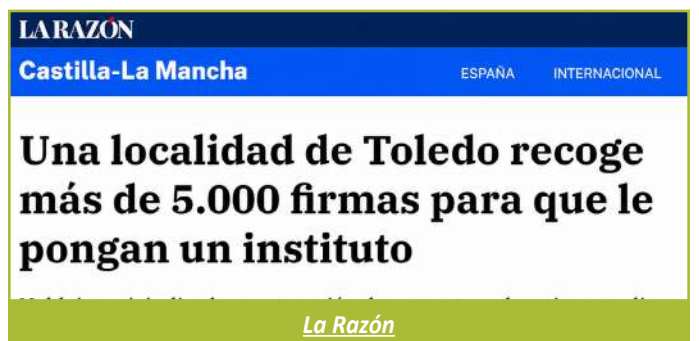 LA RAZÓN
Castilla-La Mancha ESPAÑA INTERNACIONAL
Una localidad de Toledo recoge
más de 5.000 firmas para que le
pongan un instituto
La Razón